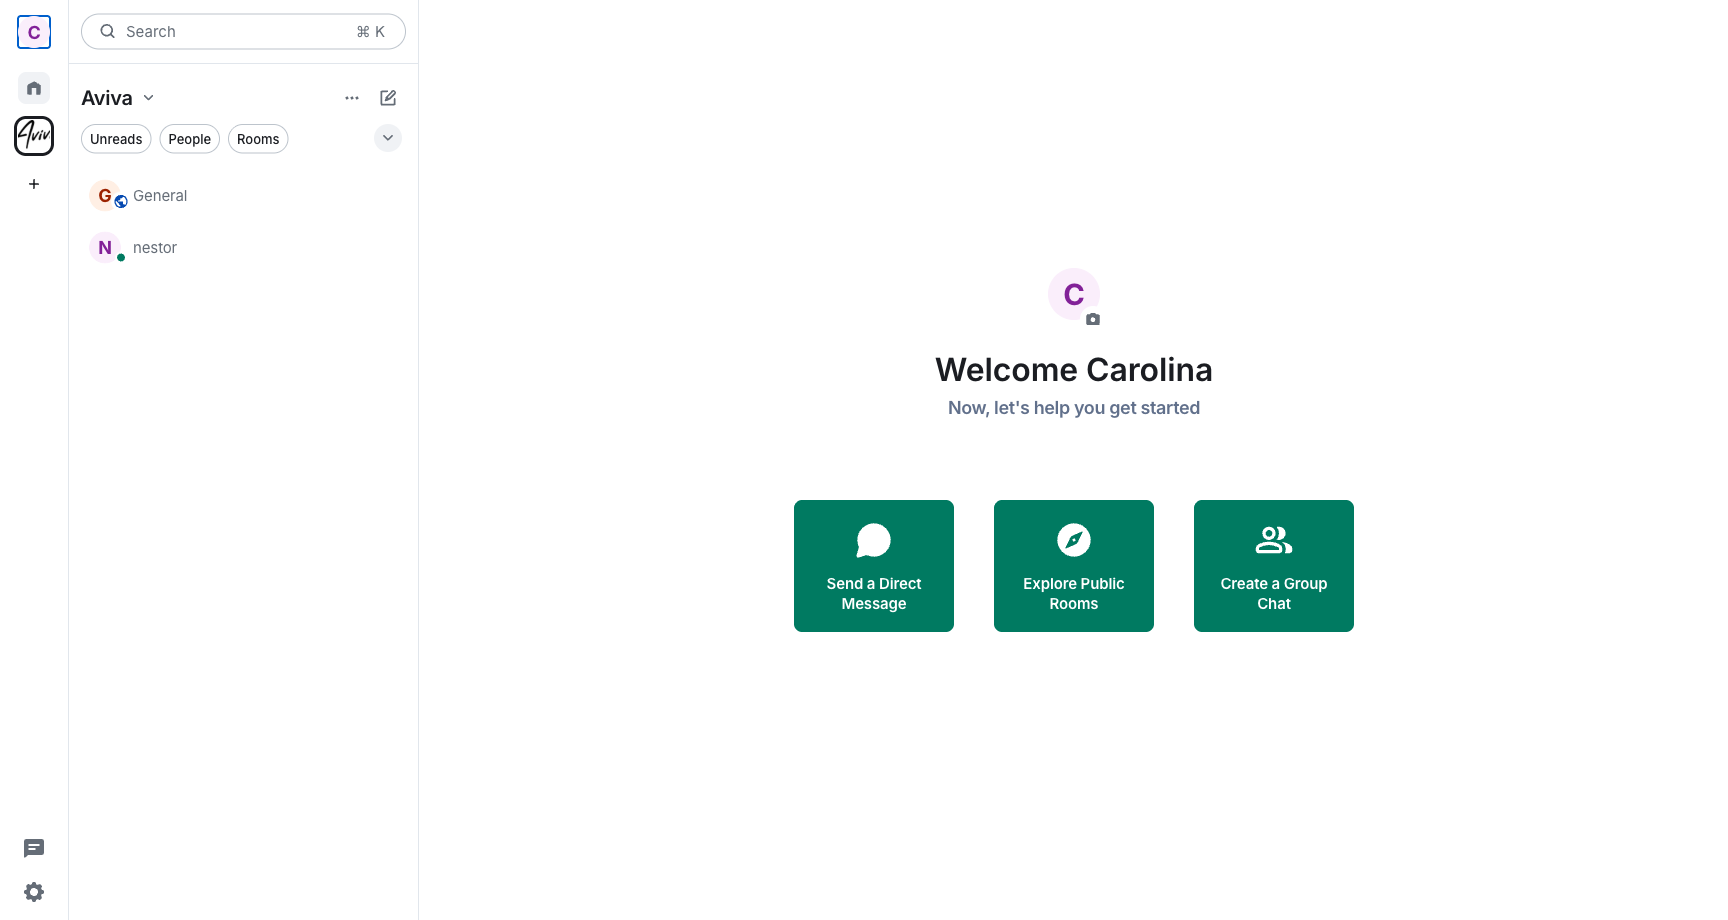 C
Search ⌘ K
Aviva
Aviv
Unreads People Rooms
G General
N nestor
C
Welcome Carolina
Now, let's help you get started
Send a Direct
Message
Explore Public
Rooms
Create a Group
Chat